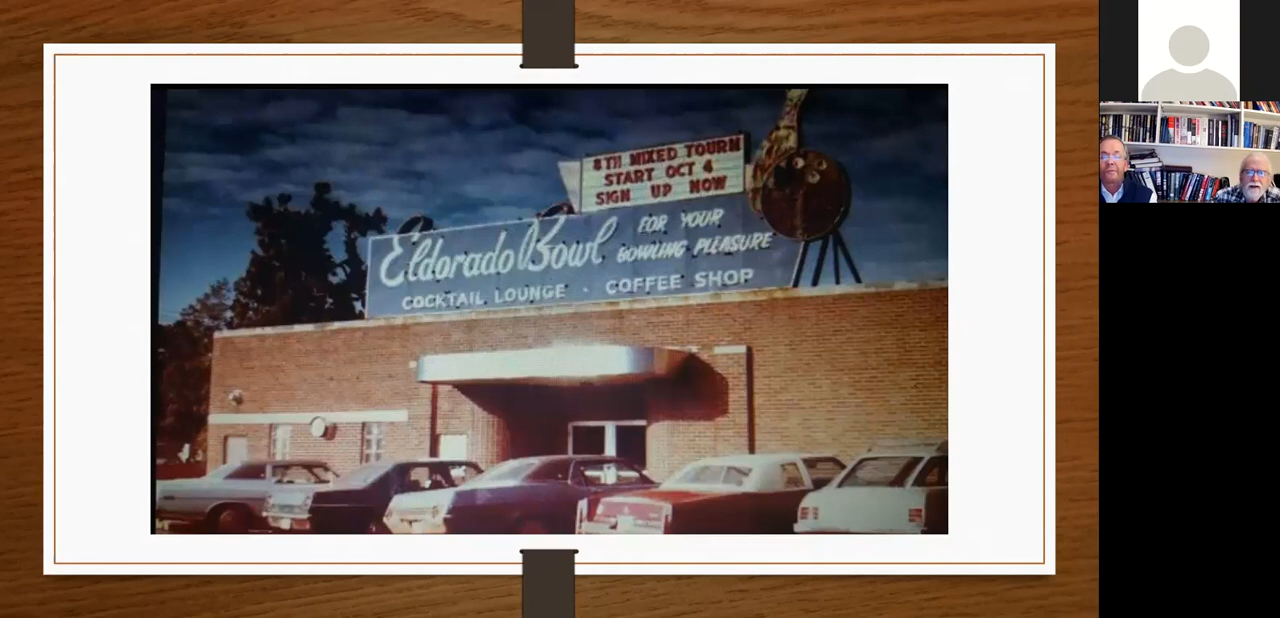 8TH MIXED TOURN
START OCT 4
SIGN UP NOW
Eldorado Bowl
FOR YOUR
BOWLING PLEASURE
COCKTAIL LOUNGE · COFFEE SHOP